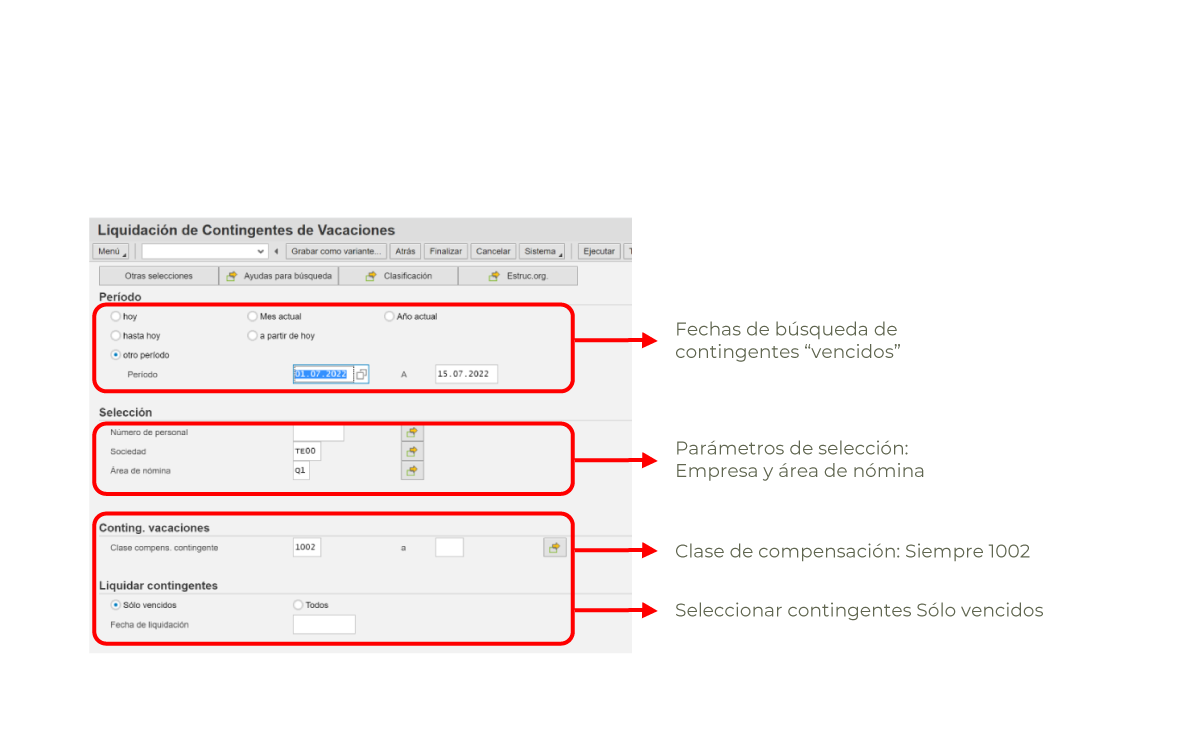 Liquidación de Contingentes de Vacaciones
Menú Grabar como variante... Atrás Finalizar Cancelar Sistema Ejecutar
Otras selecciones Ayudas para búsqueda Clasificación Estruc.org.
Período
hoy Mes actual Año actual
hasta hoy a partir de hoy
otro período
Período 01.07.2022 A 15.07.2022
Fechas de búsqueda de
contingentes “vencidos”
Selección
Número de personal
Sociedad TE00
Área de nómina Q1
Parámetros de selección:
Empresa y área de nómina
Conting. vacaciones
Clase compens. contingente 1002 a
Clase de compensación: Siempre 1002
Liquidar contingentes
Sólo vencidos Todos
Fecha de liquidación
Seleccionar contingentes Sólo vencidos